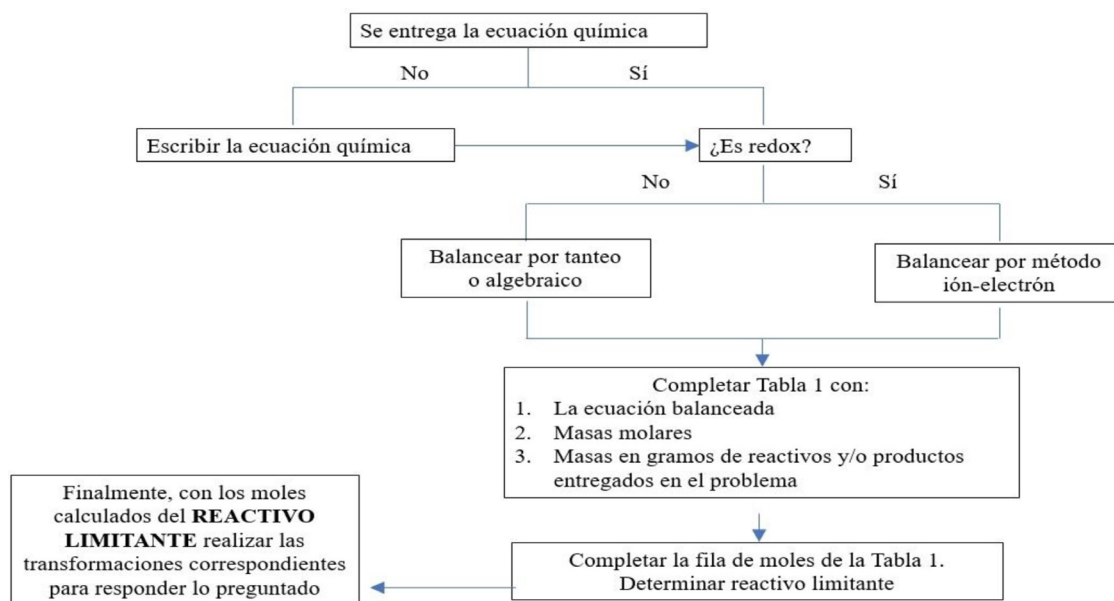 Se entrega la ecuación química
No
Sí
Escribir la ecuación química
¿Es redox?
No
Sí
Balancear por tanteo
o algebraico
Balancear por método
ión-electrón
Completar Tabla 1 con:
1. La ecuación balanceada
2. Masas molares
3. Masas en gramos de reactivos y/o productos
entregados en el problema
Completar la fila de moles de la Tabla 1.
Determinar reactivo limitante
Finalmente, con los moles
calculados del REACTIVO
LIMITANTE realizar las
transformaciones correspondientes
para responder lo preguntado